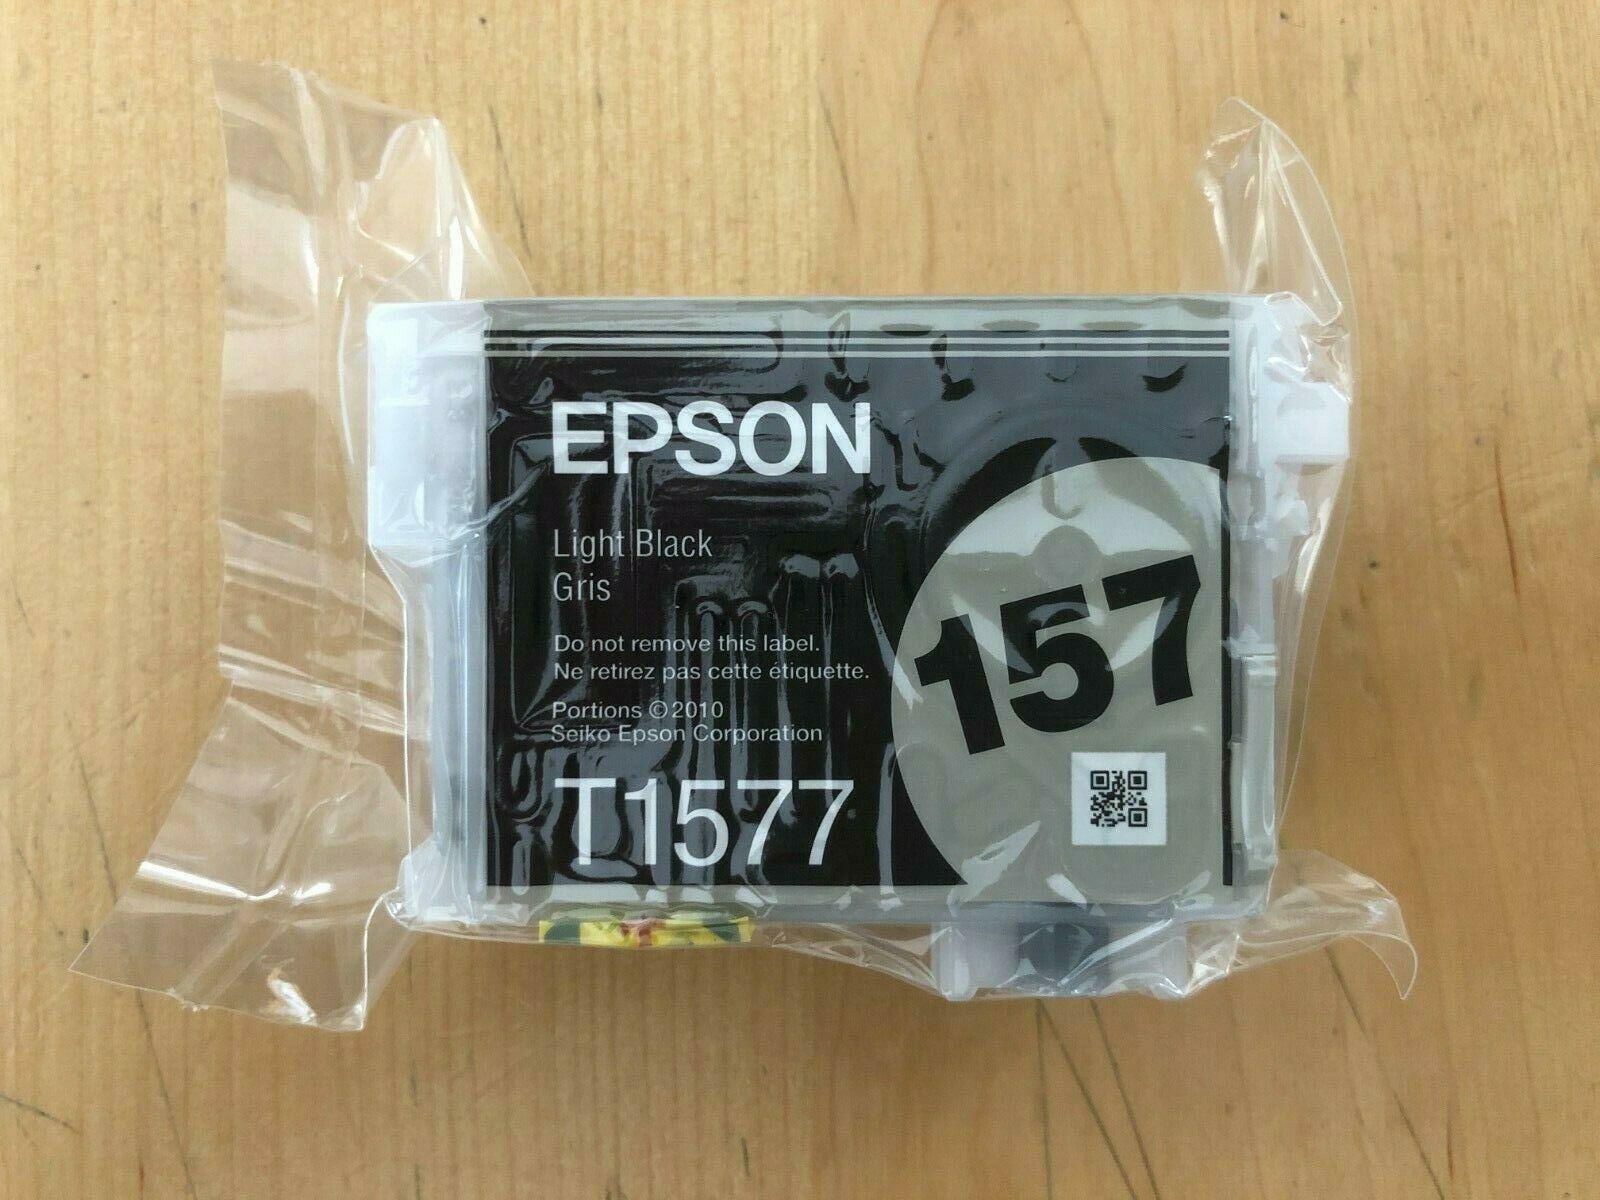 EPSON
Light Black
Gris
Do not remove this label.
Ne retirez pas cette étiquette.
Portions ©2010
Seiko Epson Corporation
T1577
157